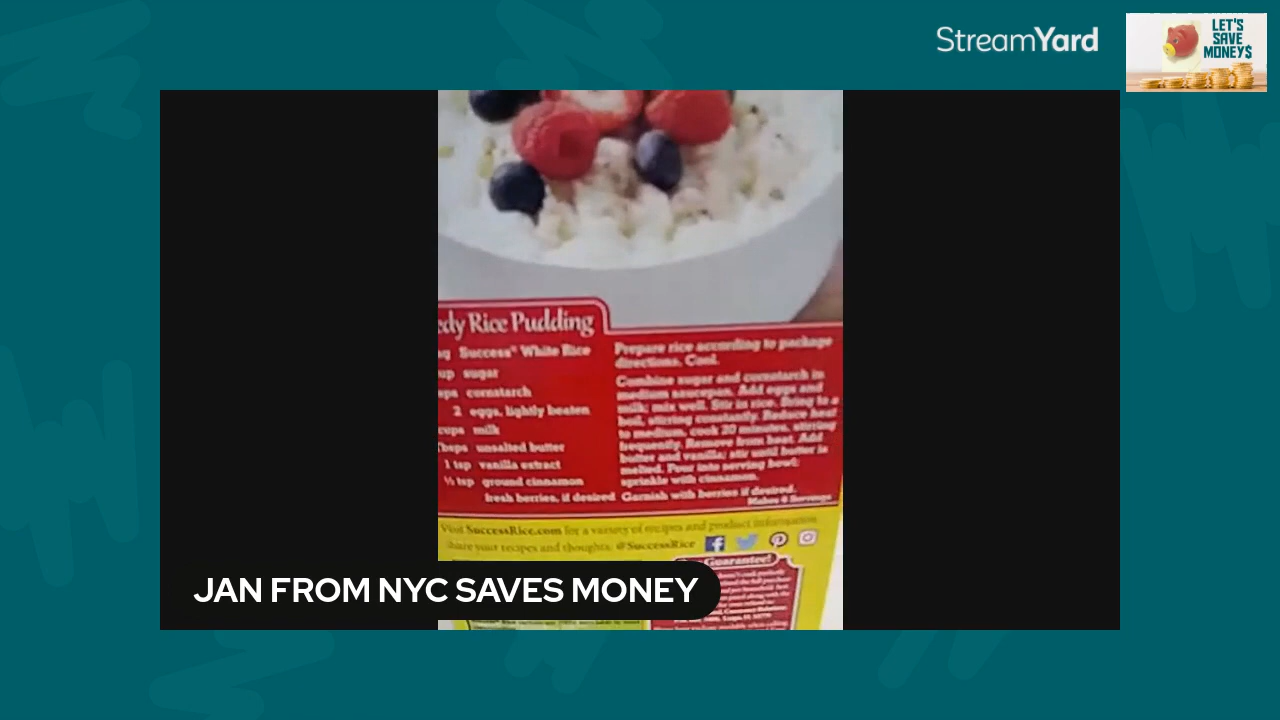 StreamYard
LET'S
SAVE
MONEY$
edy Rice Pudding
Success® White Rice
up sugar
cornstarch
2 eggs, lightly beaten
cups milk
unsalted butter
1 tsp vanilla extract
½ tsp ground cinnamon
fresh berries, if desired
Prepare rice according to package
directions. Cool.
Combine sugar and cornstarch in
medium saucepan. Add eggs and
milk; mix well. Stir in rice. Bring to a
boil, stirring constantly. Reduce heat
to medium, cook 20 minutes, stirring
frequently. Remove from heat. Add
butter and vanilla; stir until butter is
melted. Pour into serving bowl;
sprinkle with cinnamon.
Garnish with berries if desired.
Makes 6 Servings
Visit SuccessRice.com for a variety of recipes and product information
Share your recipes and thoughts: @SuccessRice
Guarantee!
JAN FROM NYC SAVES MONEY